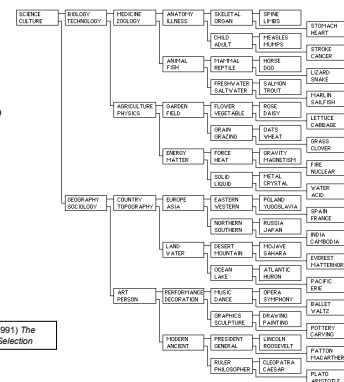 SCIENCE
CULTURE
BIOLOGY
TECHNOLOGY
GEOGRAPHY
SOCIOLOGY
MEDICINE
ZOOLOGY
AGRICULTURE
PHYSICS
COUNTRY
TOPOGRAPHY
ART
PERSON
ANATOMY
ILLNESS
ANIMAL
FISH
GARDEN
FIELD
ENERGY
MATTER
EUROPE
ASIA
LAND
WATER
PERFORMANCE
DECORATION
MODERN
ANCIENT
SKELETAL
ORGAN
CHILD
ADULT
MAMMAL
REPTILE
FRESHWATER
SALTWATER
FLOWER
VEGETABLE
GRAIN
GRAZING
FORCE
HEAT
SOLID
LIQUID
EASTERN
WESTERN
NORTHERN
SOUTHERN
DESERT
MOUNTAIN
OCEAN
LAKE
MUSIC
DANCE
GRAPHICS
SCULPTURE
PRESIDENT
GENERAL
RULER
PHILOSOPHER
SPINE
LIMBS
MEASLES
MUMPS
HORSE
DOG
SALMON
TROUT
ROSE
DAISY
OATS
WHEAT
GRAVITY
MAGNETISM
METAL
CRYSTAL
POLAND
YUGOSLAVIA
RUSSIA
JAPAN
MOJAVE
SAHARA
ATLANTIC
HURON
OPERA
SYMPHONY
DRAWING
PAINTING
LINCOLN
ROOSEVELT
CLEOPATRA
CAESAR
STOMACH
HEART
STROKE
CANCER
LIZARD
SNAKE
MARLIN
SAILFISH
LETTUCE
CABBAGE
GRASS
CLOVER
FIRE
NUCLEAR
WATER
ACID
SPAIN
FRANCE
INDIA
CAMBODIA
EVEREST
MATTERHOR
PACIFIC
ERIE
BALLET
WALTZ
POTTERY
CARVING
PATTON
MACARTHER
PLATO
ARISTOTLE
1991) The
Selection